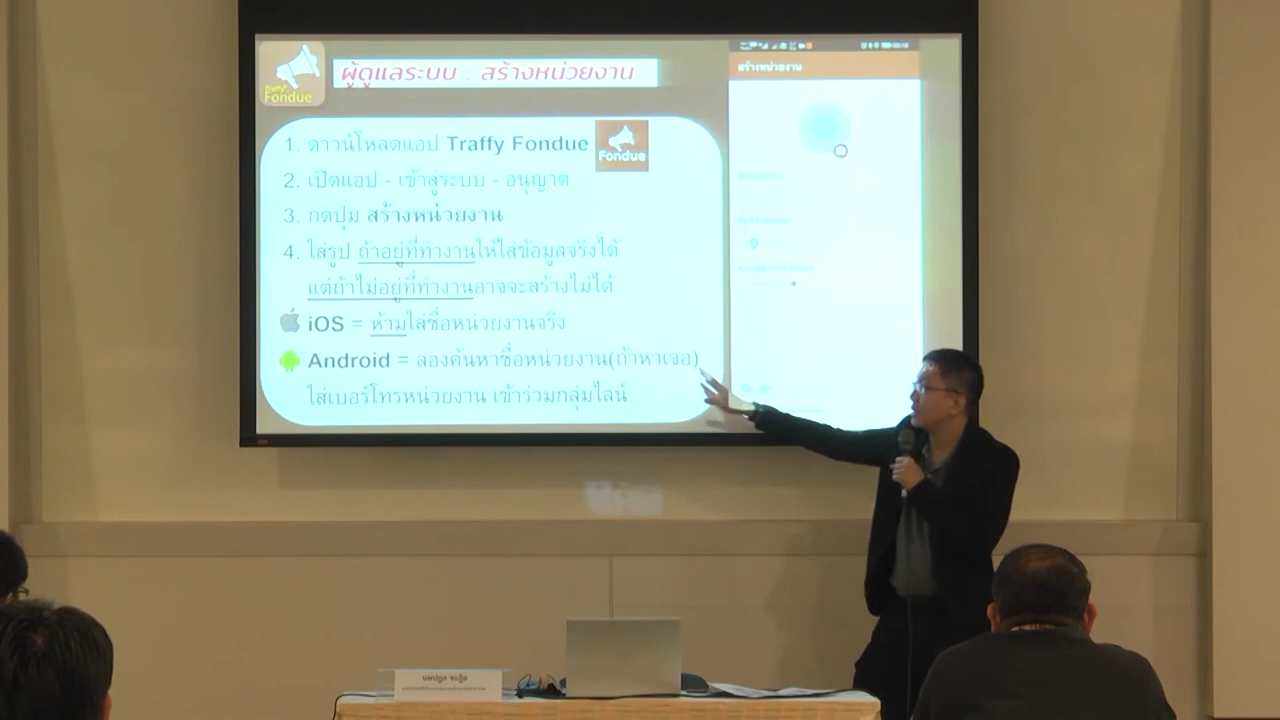 Traffy
Fondue
ผู้ดูแลระบบ : สร้างหน่วยงาน
1. ดาวน์โหลดแอป Traffy Fondue
Fondue
2. เปิดแอป - เข้าสู่ระบบ - อนุญาต
3. กดปุ่ม สร้างหน่วยงาน
4. ใส่รูป ถ้าอยู่ที่ทำงานให้ใส่ข้อมูลจริงได้
แต่ถ้าไม่อยู่ที่ทำงานอาจจะสร้างไม่ได้
iOS = ห้ามใส่ชื่อหน่วยงานจริง
Android = ลองค้นหาชื่อหน่วยงาน(ถ้าหาเจอ)
ใส่เบอร์โทรหน่วยงาน เข้าร่วมกลุ่มไลน์
สร้างหน่วยงาน